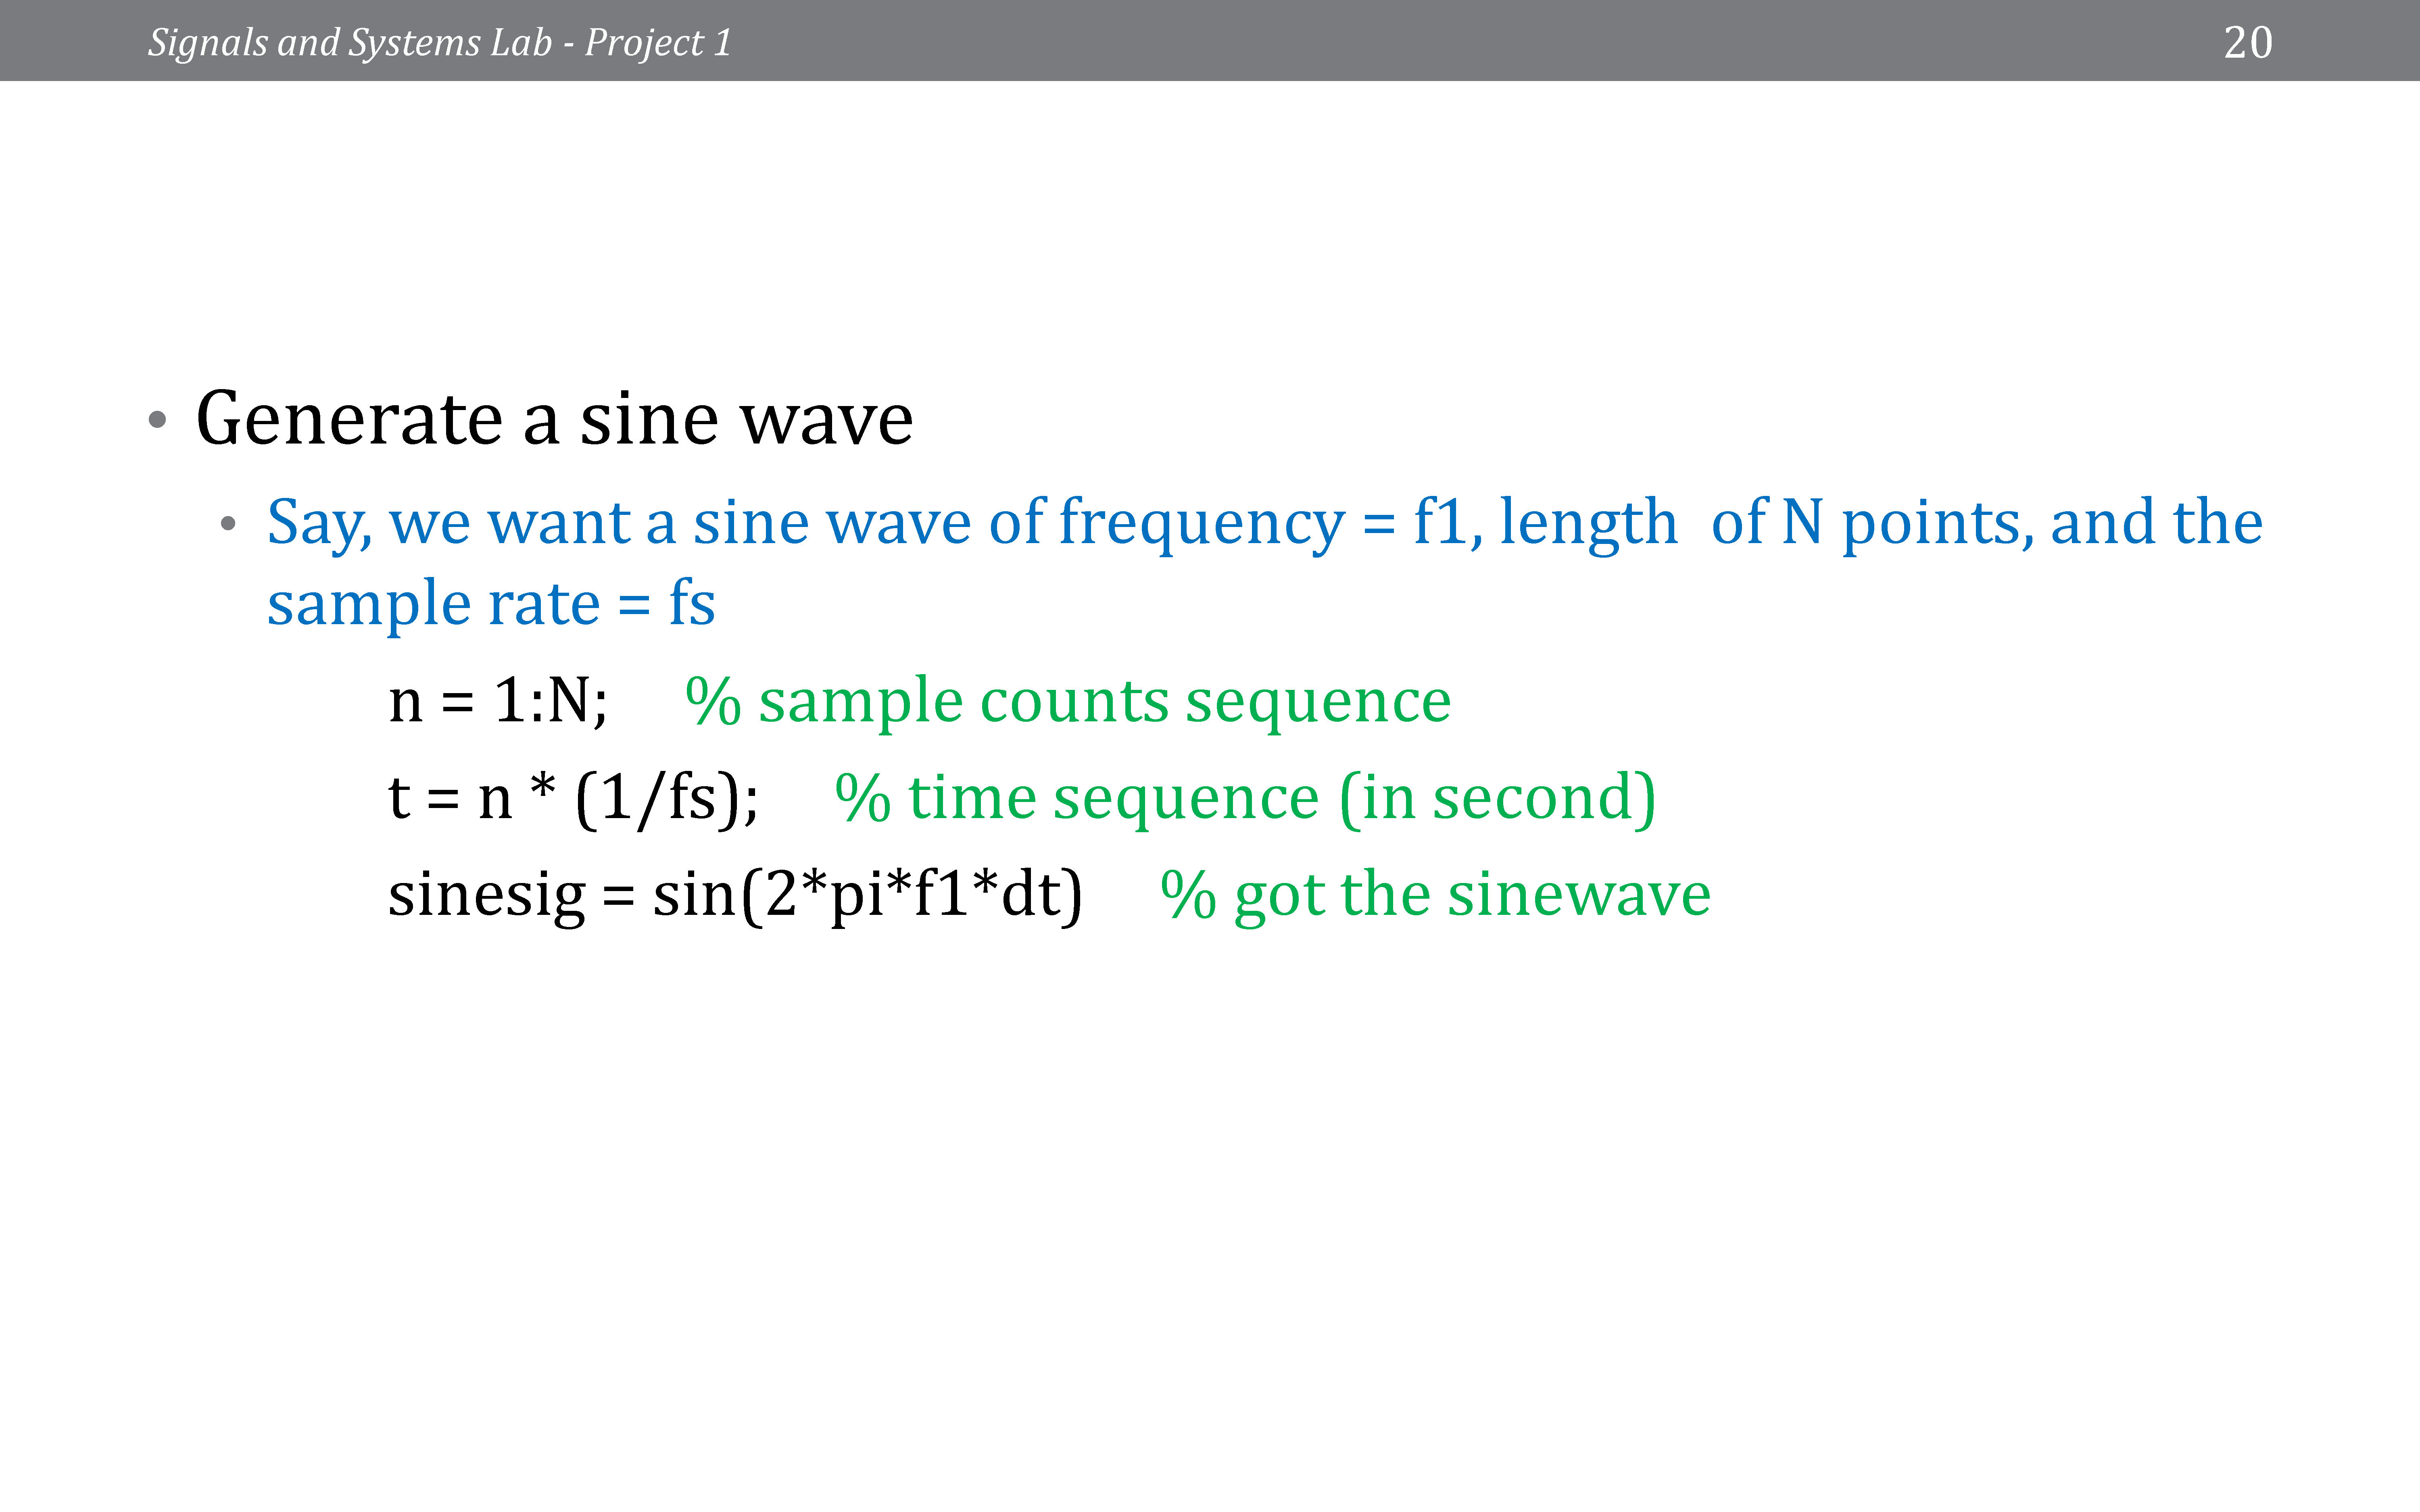 Signals and Systems Lab - Project 1
20
• Generate a sine wave
• Say, we want a sine wave of frequency = f1, length  of N points, and the
sample rate = fs
n = 1:N;    % sample counts sequence
t = n * (1/fs);    % time sequence (in second)
sinesig = sin(2*pi*f1*dt)    % got the sinewave